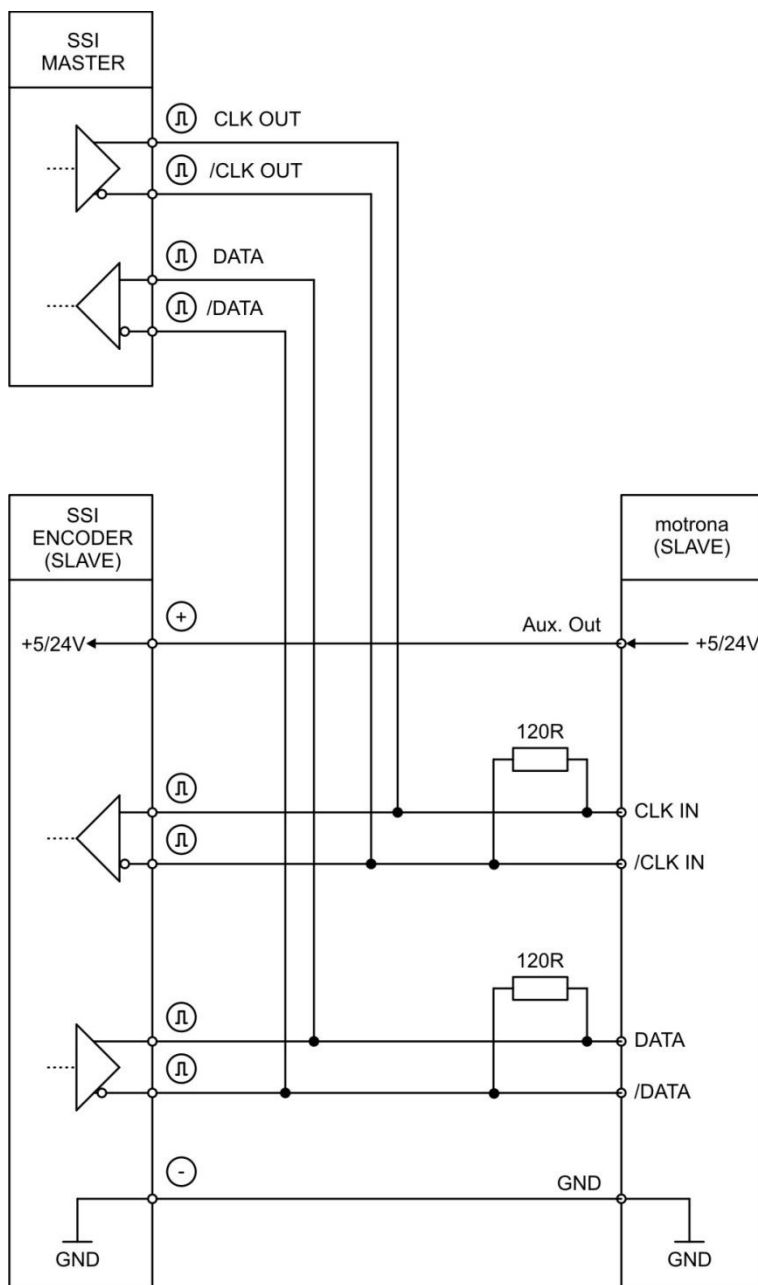 SSI
MASTER
CLK OUT
/CLK OUT
DATA
/DATA
SSI
ENCODER
(SLAVE)
motrona
(SLAVE)
+
Aux. Out
+5/24V
+5/24V
120R
CLK IN
/CLK IN
120R
DATA
/DATA
-
GND
GND
GND